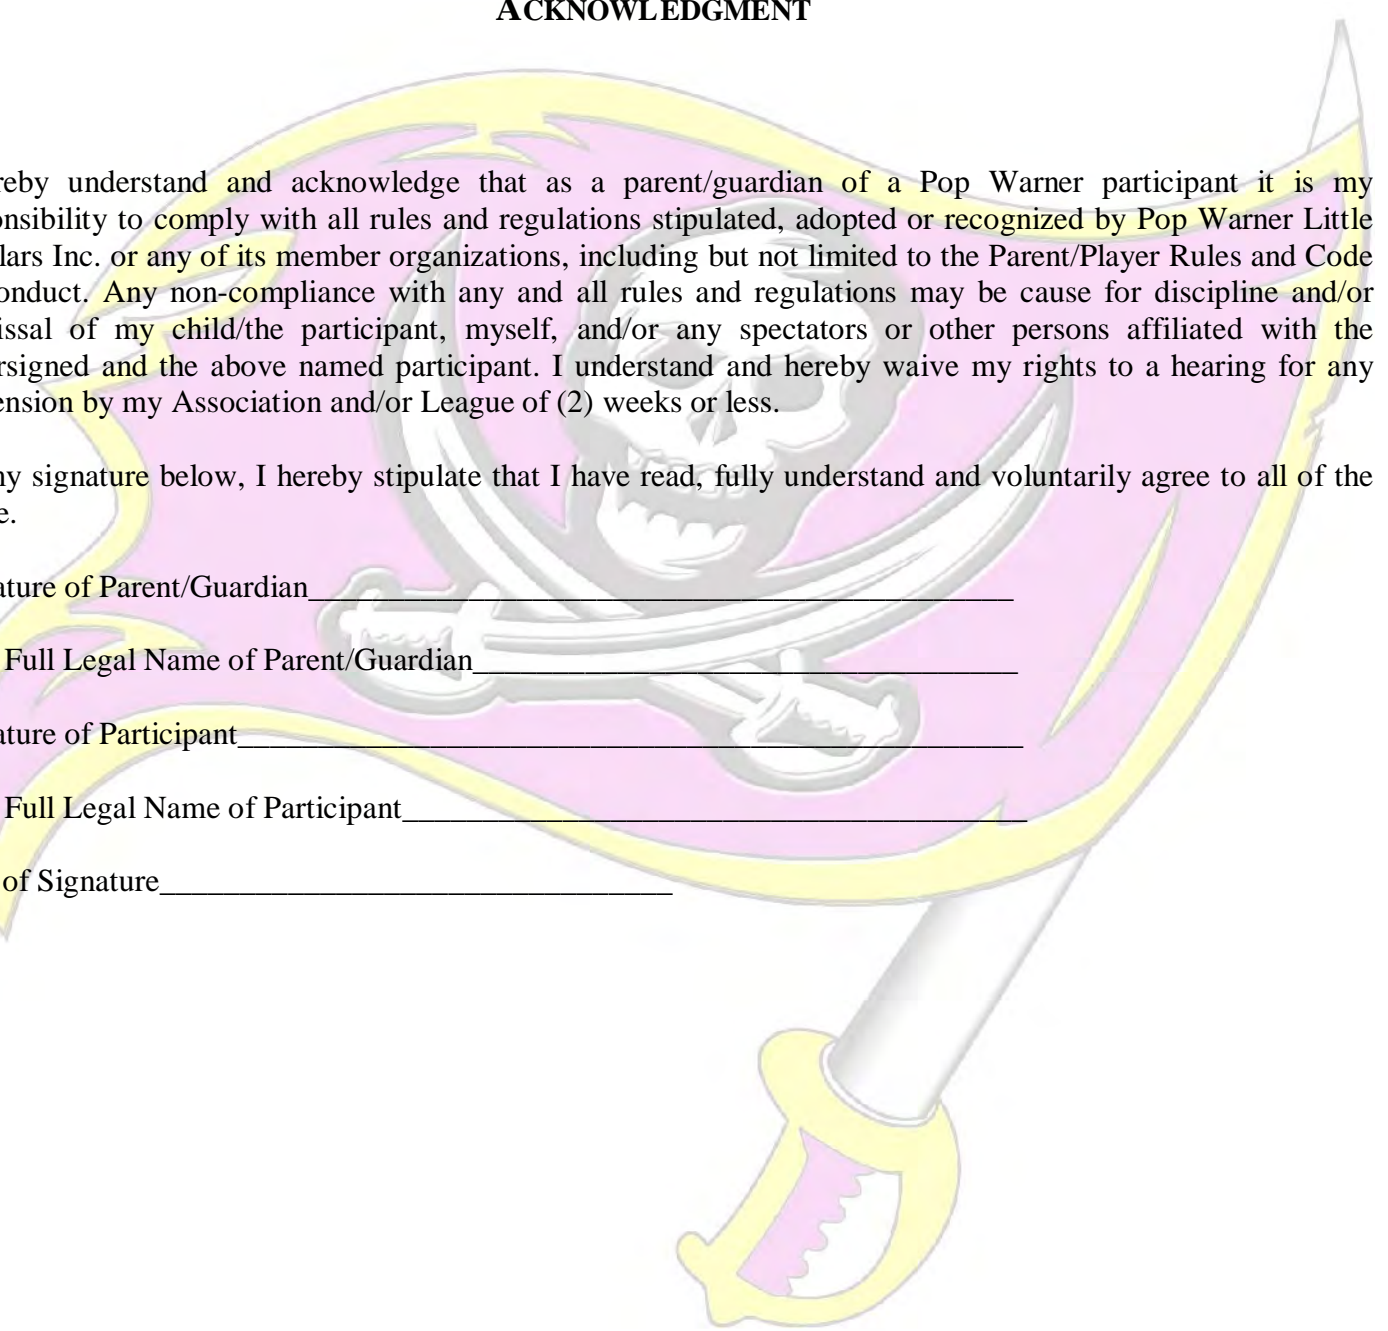 ACKNOWLEDGMENT
reby understand and acknowledge that as a parent/guardian of a Pop Warner participant it is my
onsibility to comply with all rules and regulations stipulated, adopted or recognized by Pop Warner Little
lars Inc. or any of its member organizations, including but not limited to the Parent/Player Rules and Code
onduct. Any non-compliance with any and all rules and regulations may be cause for discipline and/or
issal of my child/the participant, myself, and/or any spectators or other persons affiliated with the
rsigned and the above named participant. I understand and hereby waive my rights to a hearing for any
ension by my Association and/or League of (2) weeks or less.
ny signature below, I hereby stipulate that I have read, fully understand and voluntarily agree to all of the
e.
ature of Parent/Guardian____________________________________________
Full Legal Name of Parent/Guardian__________________________________
ature of Participant_________________________________________________
Full Legal Name of Participant_______________________________________
of Signature________________________________